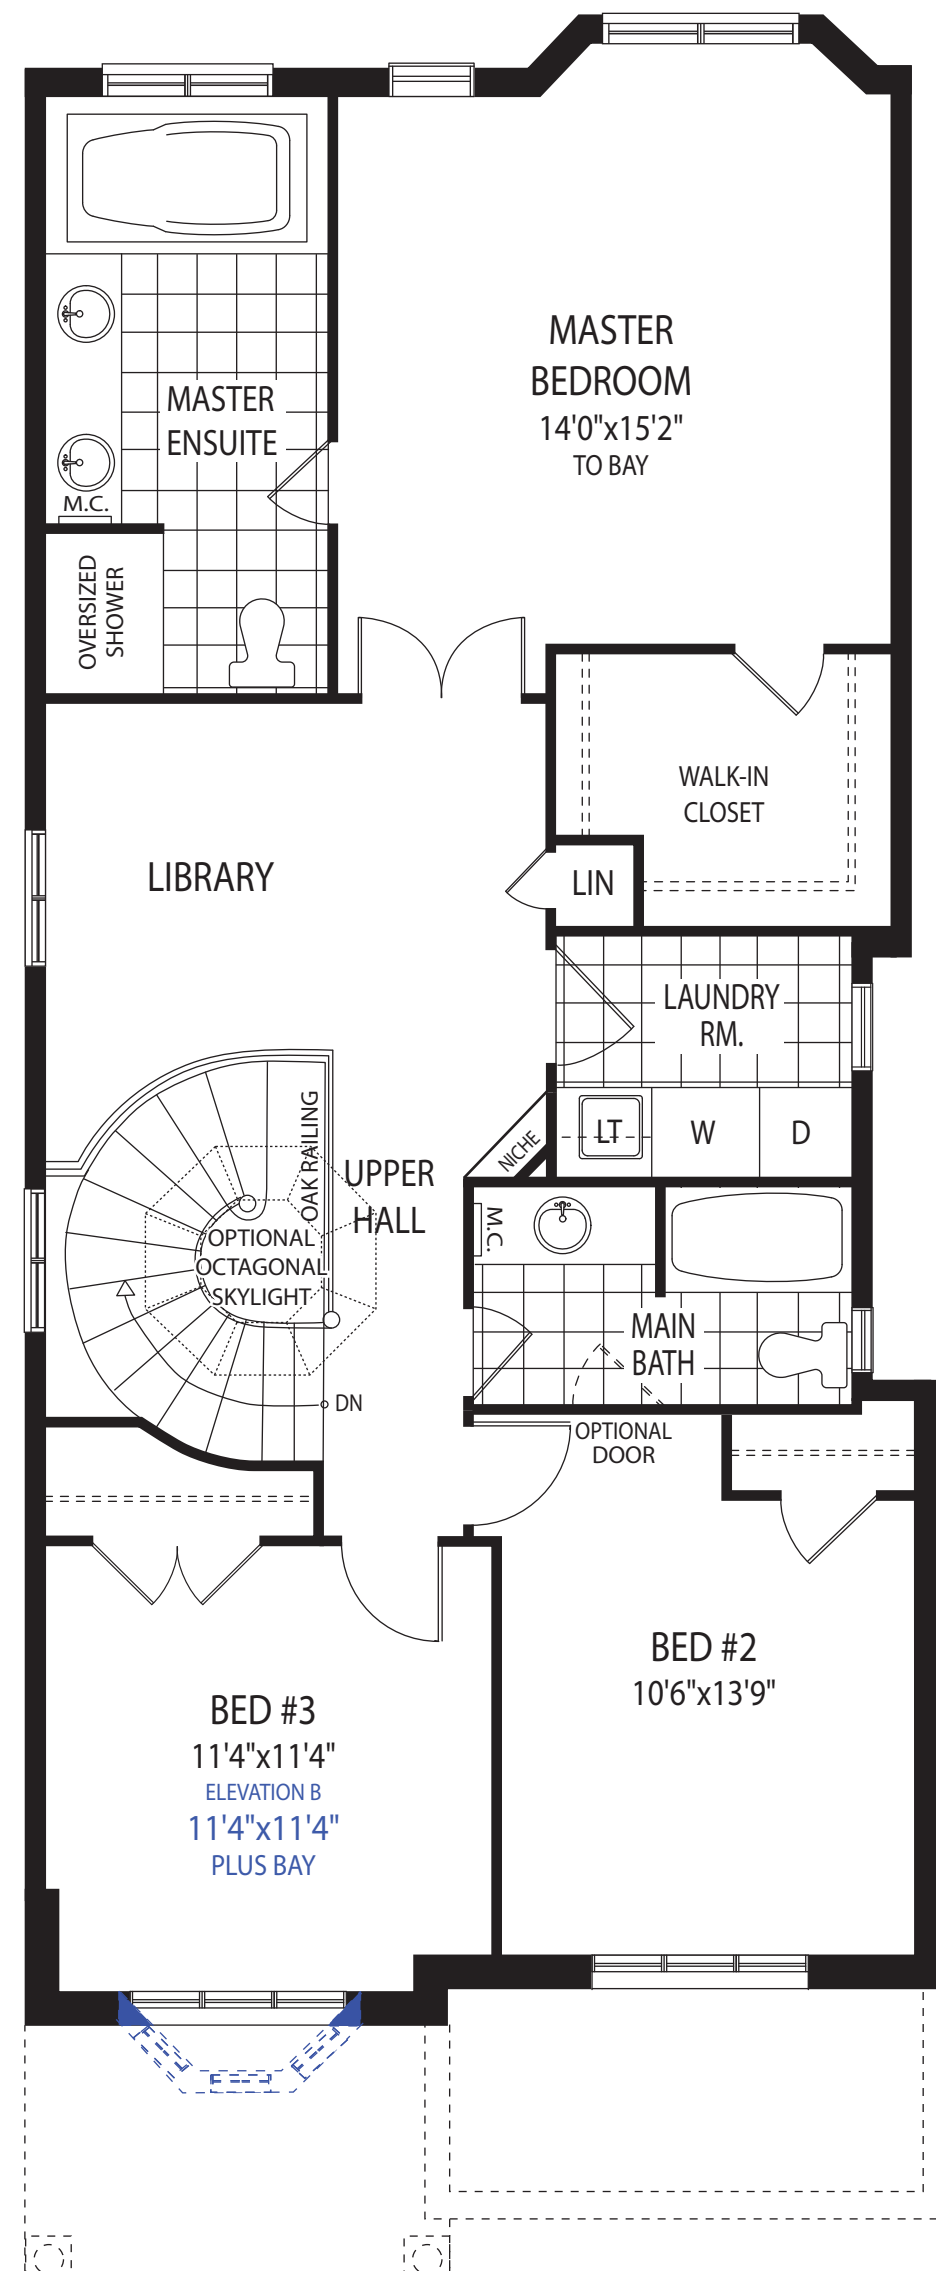 MASTER
BEDROOM
14'0"x15'2"
TO BAY
MASTER
ENSUITE
M.C.
OVERSIZED
SHOWER
WALK-IN
CLOSET
LIBRARY
LIN
LAUNDRY
RM.
LT
W
D
NICHE
OAK RAILING
UPPER
HALL
OPTIONAL
OCTAGONAL
SKYLIGHT
M.C.
MAIN
BATH
DN
OPTIONAL
DOOR
BED #2
10'6"x13'9"
BED #3
11'4"x11'4"
ELEVATION B
11'4"x11'4"
PLUS BAY